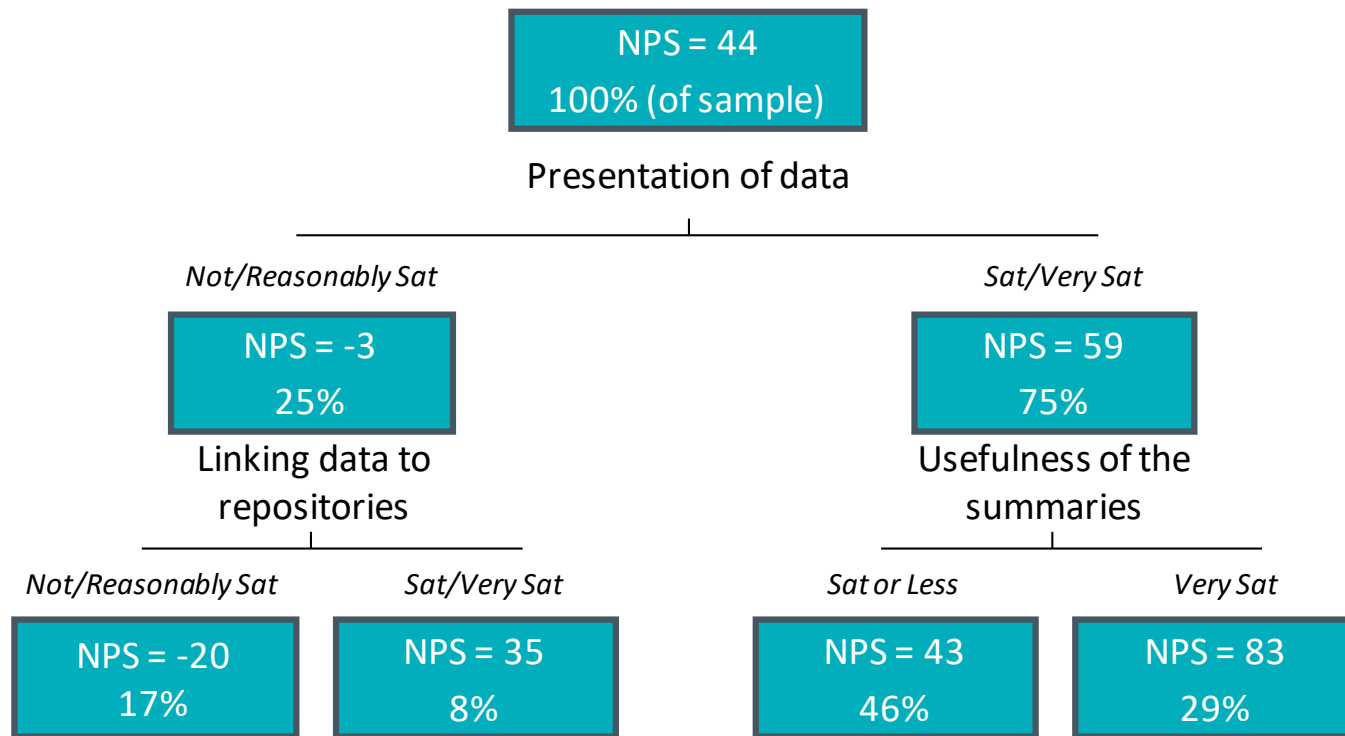 NPS = 44
100% (of sample)
Presentation of data
Not/Reasonably Sat
Sat/Very Sat
NPS = -3
25%
NPS = 59
75%
Linking data to
repositories
Usefulness of the
summaries
Not/Reasonably Sat
Sat/Very Sat
Sat or Less
Very Sat
NPS = -20
17%
NPS = 35
8%
NPS = 43
46%
NPS = 83
29%